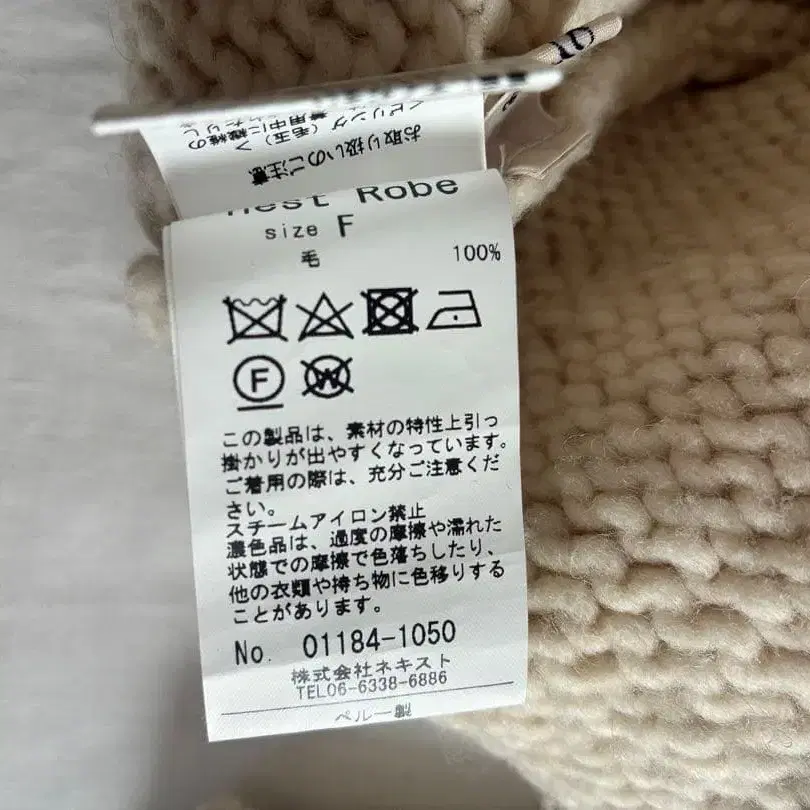 お取り扱いのご注意
nest Robe
size F
毛 100%
F
W
この製品は、素材の特性上引っ
掛かりが出やすくなっています。
ご着用の際は、充分ご注意くだ
さい。
スチームアイロン禁止
濃色品は、過度の摩擦や濡れた
状態での摩擦で色落ちしたり、
他の衣類や持ち物に色移りする
ことがあります。
No. 01184-1050
株式会社ネキスト
TEL06-6338-6886
ペルー製